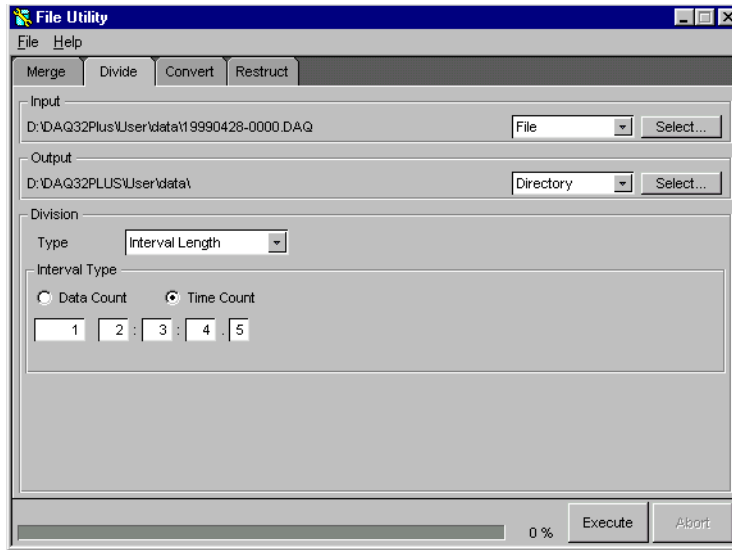 File Utility
File Help
Merge Divide Convert Restruct
Input
D:\DAQ32Plus\User\data\19990428-0000.DAQ File Select...
Output
D:\DAQ32PLUS\User\data\ Directory Select...
Division
Type Interval Length
Interval Type
Data Count Time Count
1 2 : 3 : 4 . 5
0 % Execute Abort